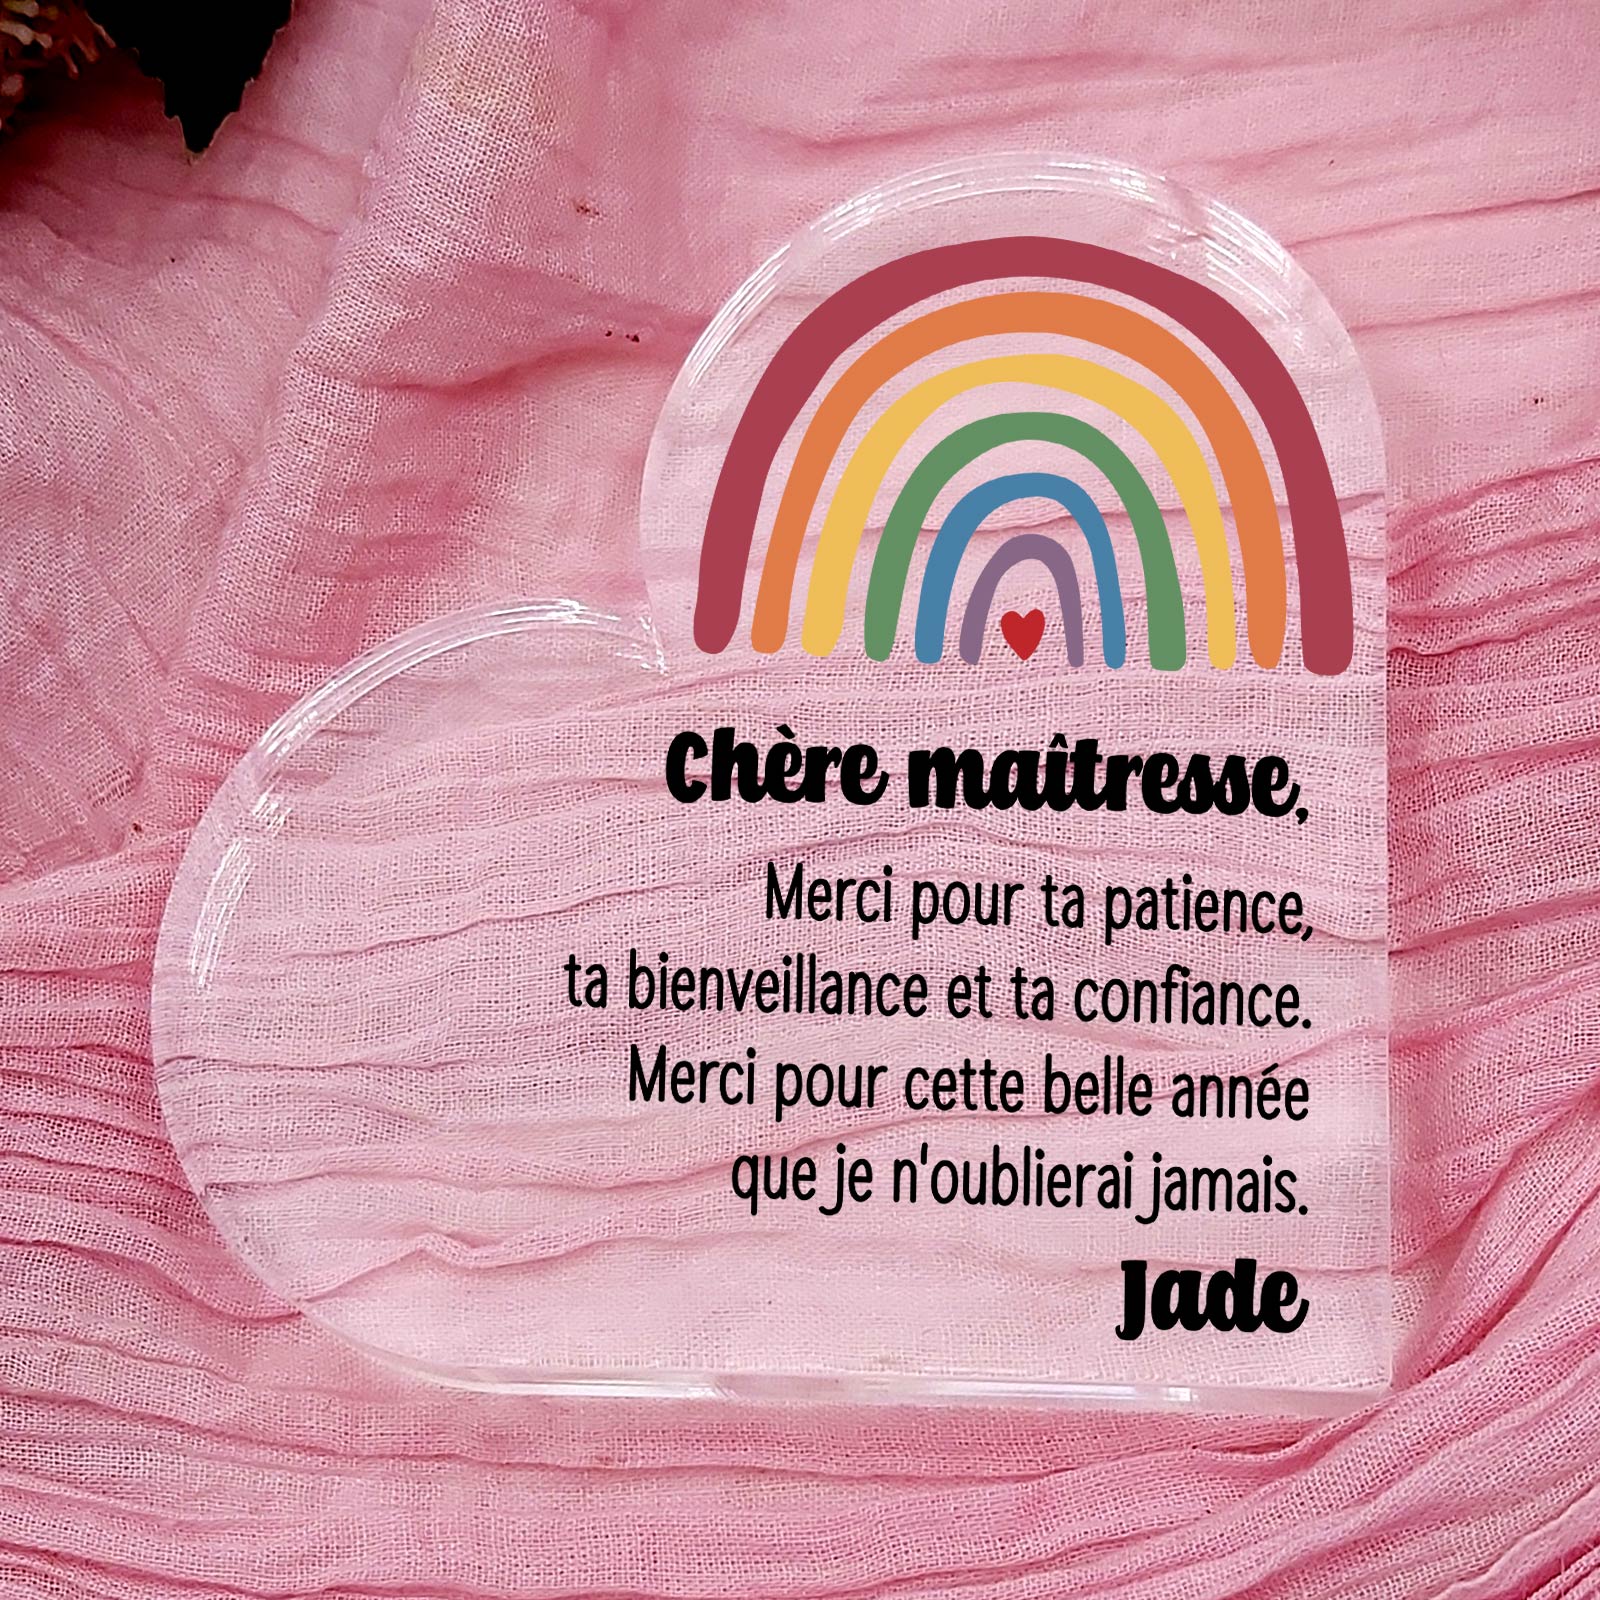 Chère maîtresse,
Merci pour ta patience,
ta bienveillance et ta confiance.
Merci pour cette belle année
que je n'oublierai jamais.
Jade